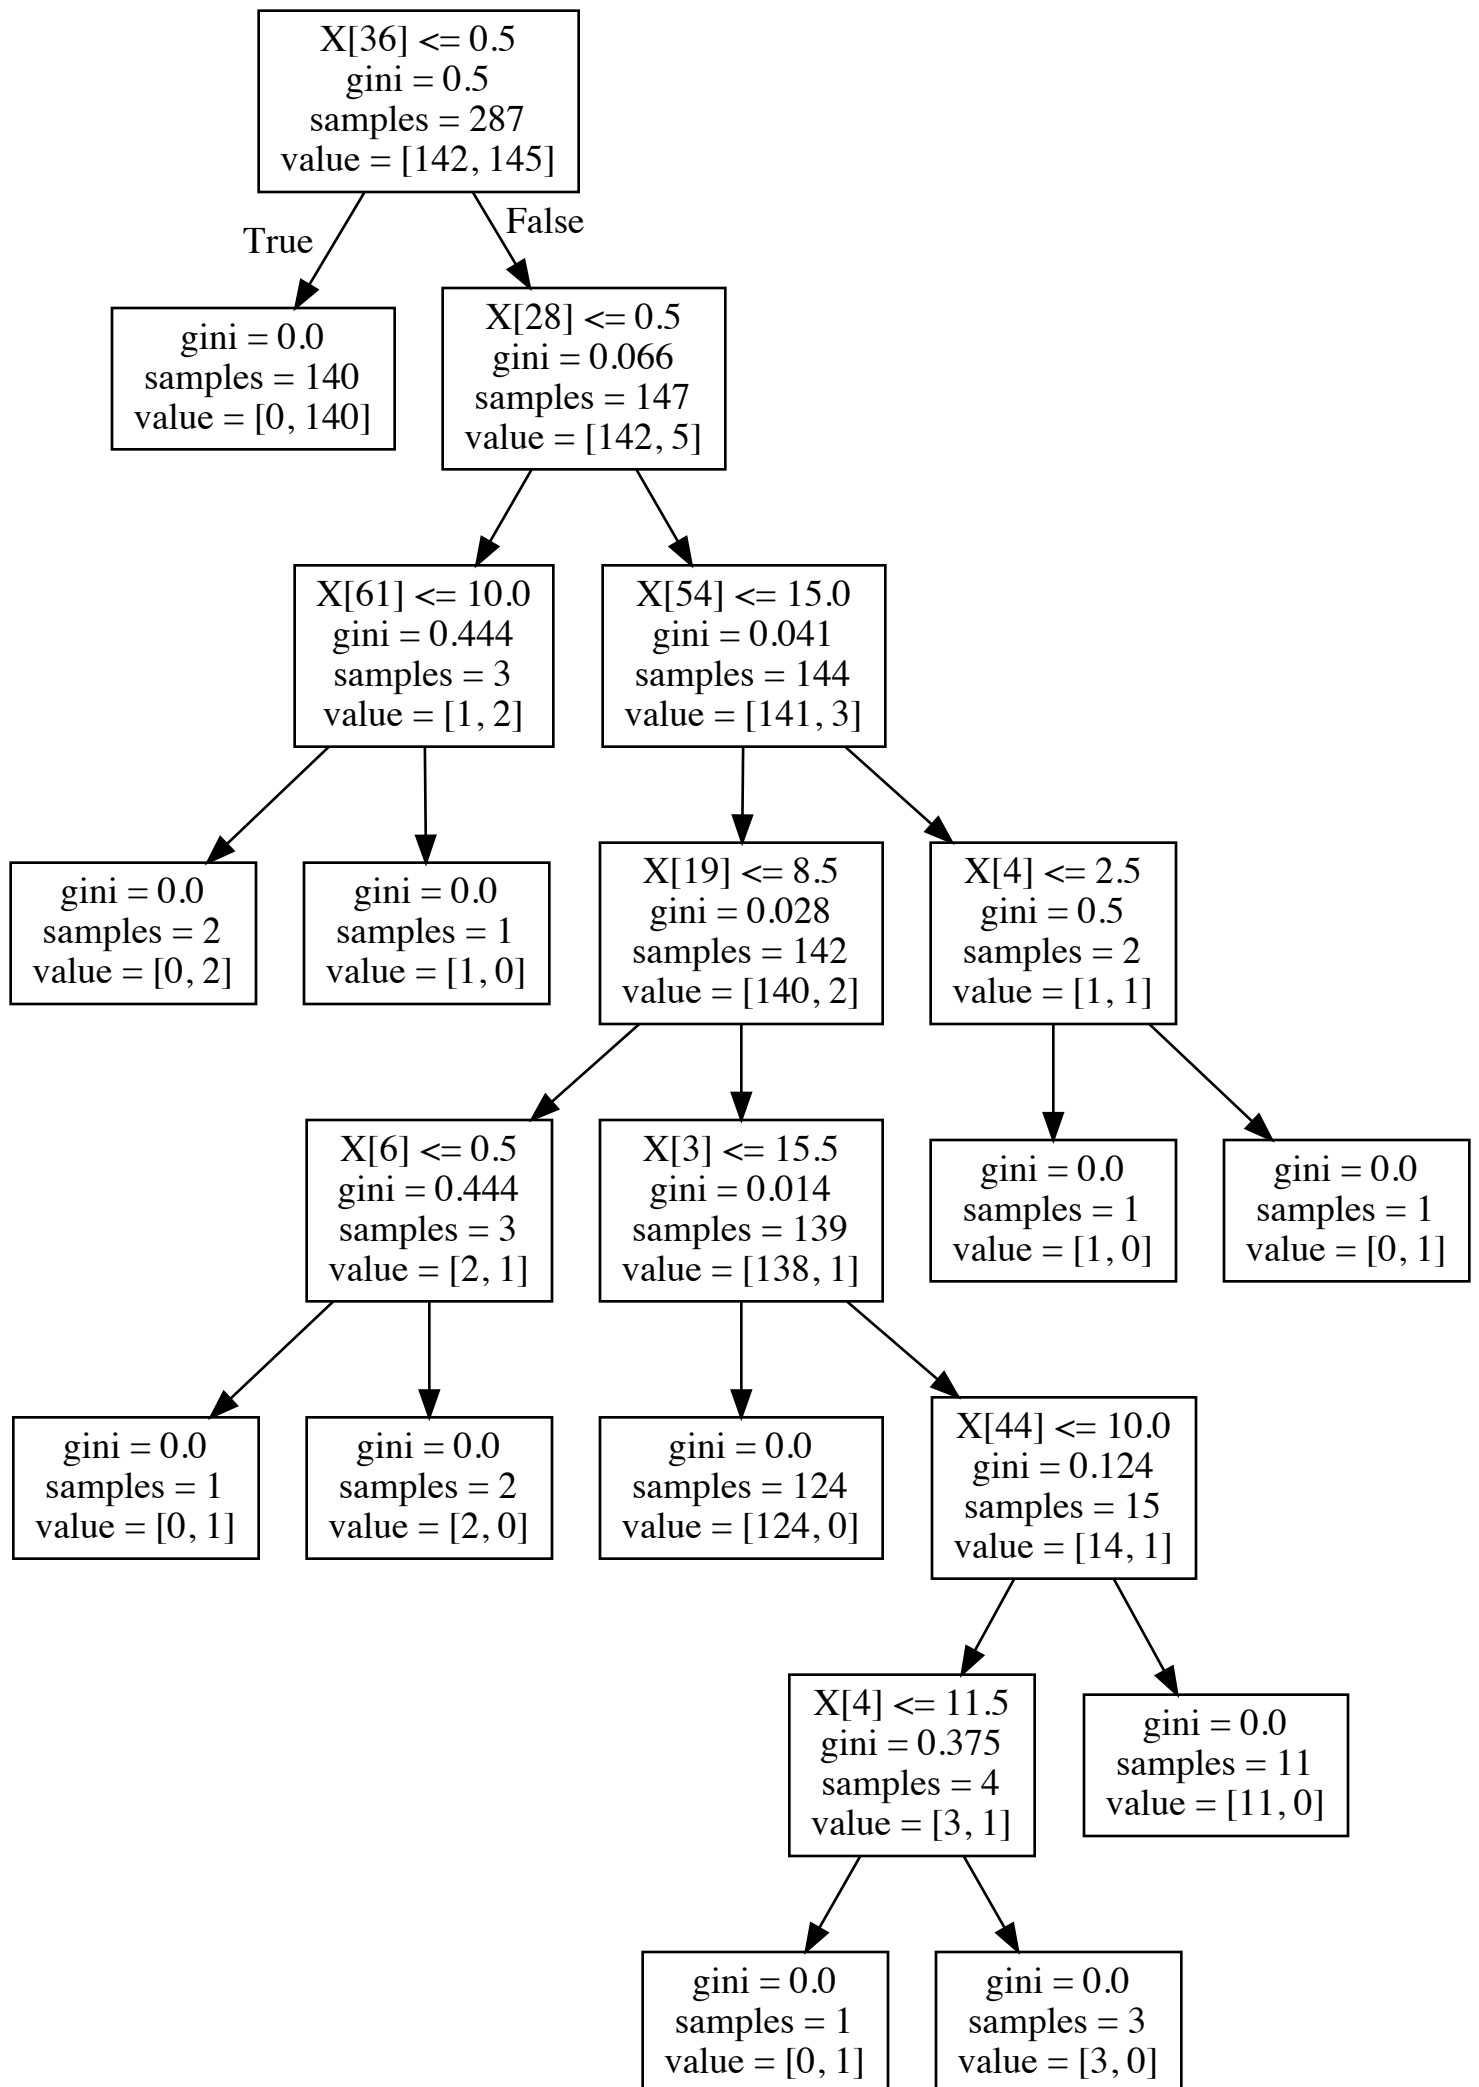 X[36] <= 0.5
gini = 0.5
samples = 287
value = [142, 145]
True
False
gini = 0.0
samples = 140
value = [0, 140]
X[28] <= 0.5
gini = 0.066
samples = 147
value = [142, 5]
X[61] <= 10.0
gini = 0.444
samples = 3
value = [1, 2]
X[54] <= 15.0
gini = 0.041
samples = 144
value = [141, 3]
gini = 0.0
samples = 2
value = [0, 2]
gini = 0.0
samples = 1
value = [1, 0]
X[19] <= 8.5
gini = 0.028
samples = 142
value = [140, 2]
X[4] <= 2.5
gini = 0.5
samples = 2
value = [1, 1]
X[6] <= 0.5
gini = 0.444
samples = 3
value = [2, 1]
X[3] <= 15.5
gini = 0.014
samples = 139
value = [138, 1]
gini = 0.0
samples = 1
value = [1, 0]
gini = 0.0
samples = 1
value = [0, 1]
gini = 0.0
samples = 1
value = [0, 1]
gini = 0.0
samples = 2
value = [2, 0]
gini = 0.0
samples = 124
value = [124, 0]
X[44] <= 10.0
gini = 0.124
samples = 15
value = [14, 1]
X[4] <= 11.5
gini = 0.375
samples = 4
value = [3, 1]
gini = 0.0
samples = 11
value = [11, 0]
gini = 0.0
samples = 1
value = [0, 1]
gini = 0.0
samples = 3
value = [3, 0]